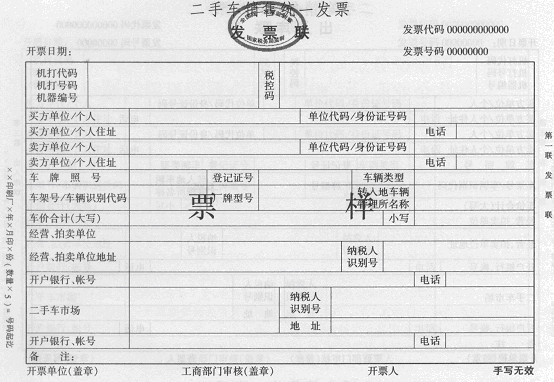 二手车销售统一发票
发 票 联
发票代码 000000000000
发票号码 00000000
开票日期:
机打代码
机打号码
机器编号
税控码
买方单位/个人 单位代码/身份证号码
买方单位/个人住址 电话
卖方单位/个人 单位代码/身份证号码
卖方单位/个人住址 电话
车 牌 照 号 登记证号 车辆类型
车架号/车辆识别代码 厂牌型号 转入地车辆管理所名称
票 样
车价合计(大写) 小写
经营、拍卖单位
经营、拍卖单位地址 纳税人识别号
开户银行、帐号 电话
二手车市场 纳税人识别号
地 址
开户银行、帐号 电话
备 注:
开票单位(盖章) 工商部门审核(盖章) 开票人 手写无效
第一联 发票联